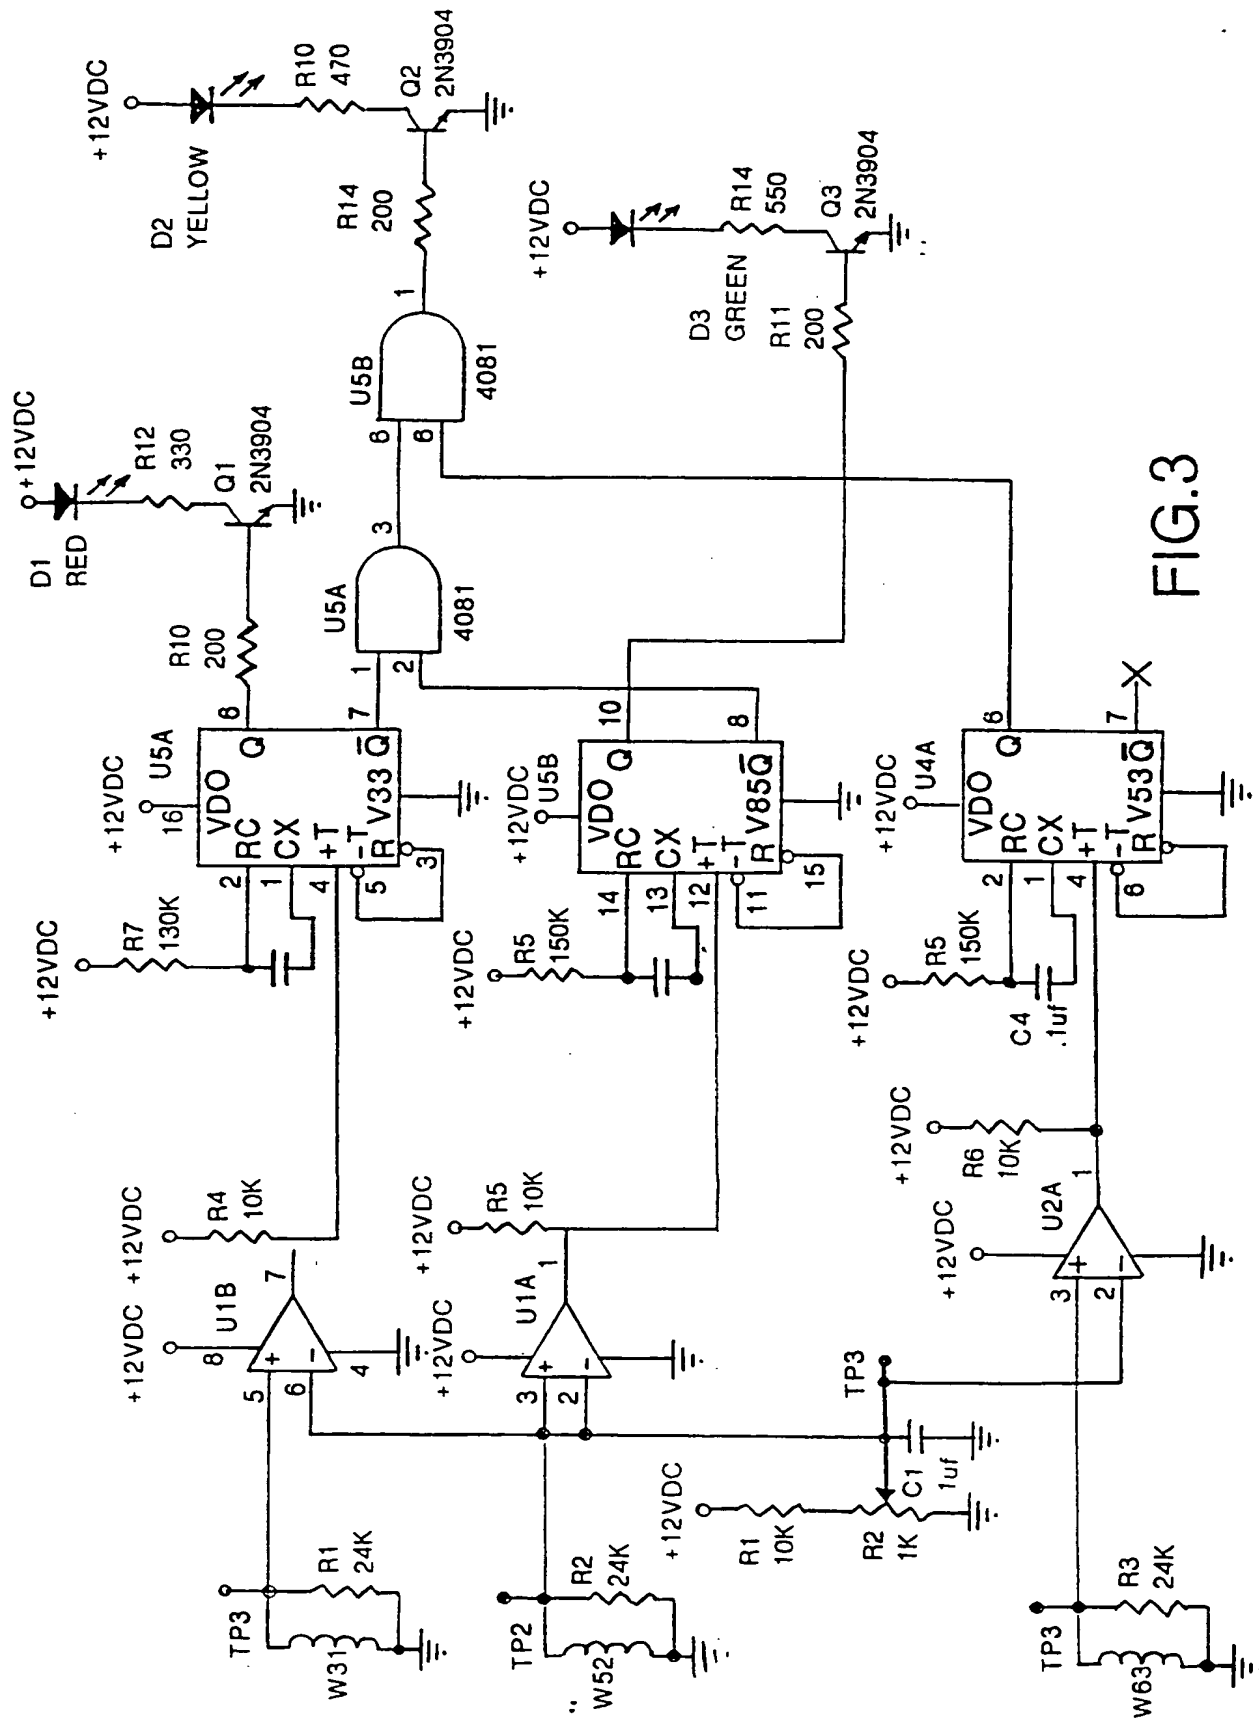 +12VDC
D1
RED
R12
330
Q1
2N3904
+12VDC
D2
YELLOW
R10
470
Q2
2N3904
R14
200
+12VDC
R7
130K
+12VDC
16
U5A
VDO
2
RC
1
CX
4
+T
5
-T
R
3
V33
Q
6
Q
7
R10
200
U5A
1
2
3
4081
U5B
6
6
1
4081
+12VDC
8
U1B
+12VDC
R4
10K
5
+
6
-
4
7
TP3
W31
R1
24K
+12VDC
R5
150K
+12VDC
U5B
VDO
14
RC
13
CX
12
+T
11
-T
R
15
V85
Q
10
Q
8
+12VDC
D3
GREEN
R14
550
Q3
2N3904
R11
200
+12VDC
U1A
+12VDC
R5
10K
3
+
2
-
1
TP2
W52
R2
24K
+12VDC
R1
10K
R2
1K
C1
1uf
TP3
+12VDC
R5
150K
C4
.1uf
+12VDC
U4A
VDO
2
RC
1
CX
4
+T
6
-T
R
V53
Q
6
Q
7
+12VDC
U2A
+12VDC
R6
10K
3
+
2
-
1
TP3
W63
R3
24K
FIG.3